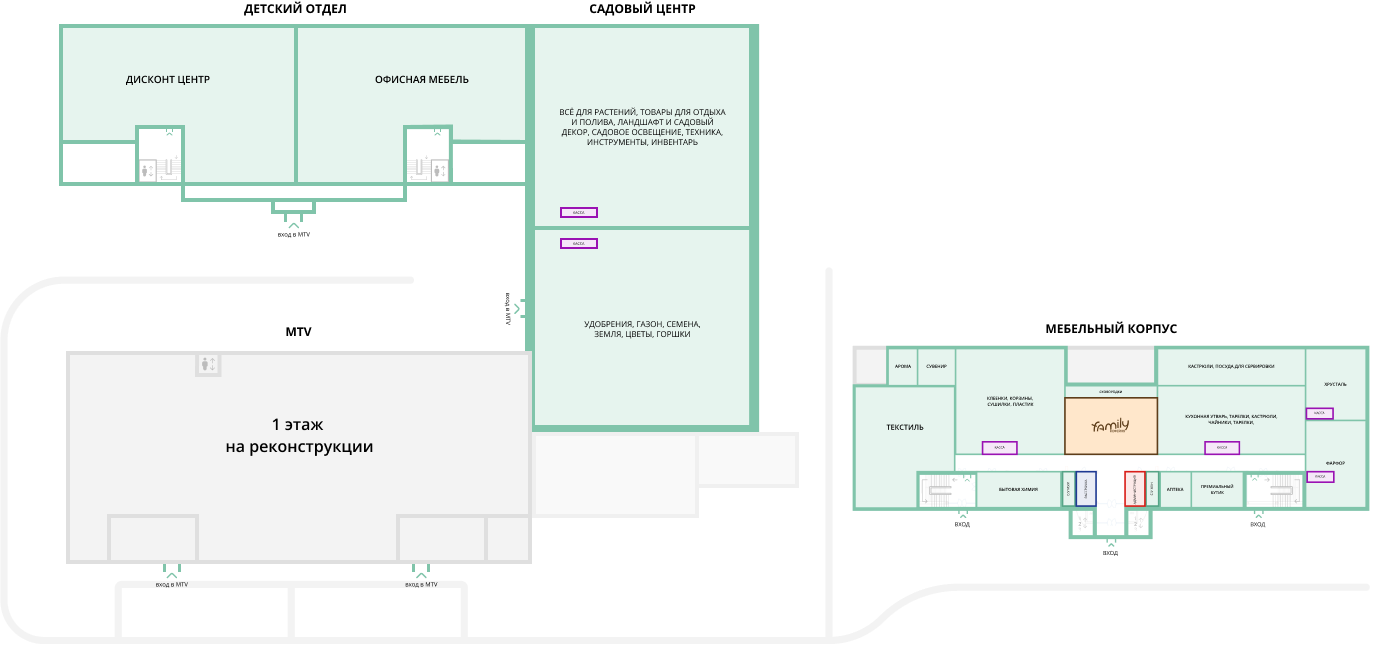 ДЕТСКИЙ ОТДЕЛ
САДОВЫЙ ЦЕНТР
ДИСКОНТ ЦЕНТР
ОФИСНАЯ МЕБЕЛЬ
ВСЁ ДЛЯ РАСТЕНИЙ, ТОВАРЫ ДЛЯ ОТДЫХА
И ПОЛИВА, ЛАНДШАФТ И САДОВЫЙ
ДЕКОР, САДОВОЕ ОСВЕЩЕНИЕ, ТЕХНИКА,
ИНСТРУМЕНТЫ, ИНВЕНТАРЬ
КАССА
вход в MTV
КАССА
вход в MTV
УДОБРЕНИЯ, ГАЗОН, СЕМЕНА,
ЗЕМЛЯ, ЦВЕТЫ, ГОРШКИ
MTV
1 этаж
на реконструкции
вход в MTV
вход в MTV
МЕБЕЛЬНЫЙ КОРПУС
АРОМА
СУВЕНИР
КАСТРЮЛИ, ПОСУДА ДЛЯ СЕРВИРОВКИ
ХРУСТАЛЬ
СКОВОРОДКИ
КЛЕЕНКИ, КОРЗИНЫ,
СУШИЛКИ, ПЛАСТИК
family
КУХОННАЯ УТВАРЬ, ТАРЕЛКИ, КАСТРЮЛИ,
ЧАЙНИКИ, ТАРЕЛКИ,
КАССА
ТЕКСТИЛЬ
КАССА
КАССА
ФАРФОР
КАССА
БЫТОВАЯ ХИМИЯ
АПТЕКА
ПРЕМИАЛЬНЫЙ
БУТИК
ВХОД
ВХОД
ВХОД